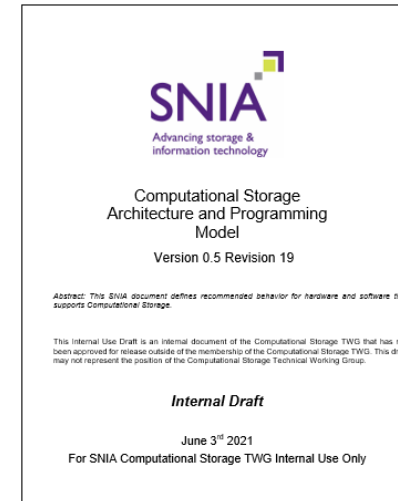 SNIA
Advancing storage &
information technology
Computational Storage
Architecture and Programming
Model
Version 0.5 Revision 19
Abstract: This SNIA document defines recommended behavior for hardware and software
supports Computational Storage.
This Internal Use Draft is an internal document of the Computational Storage TWG that has
been approved for release outside of the membership of the Computational Storage TWG. This
may not represent the position of the Computational Storage Technical Working Group.
Internal Draft
June 3rd 2021
For SNIA Computational Storage TWG Internal Use Only